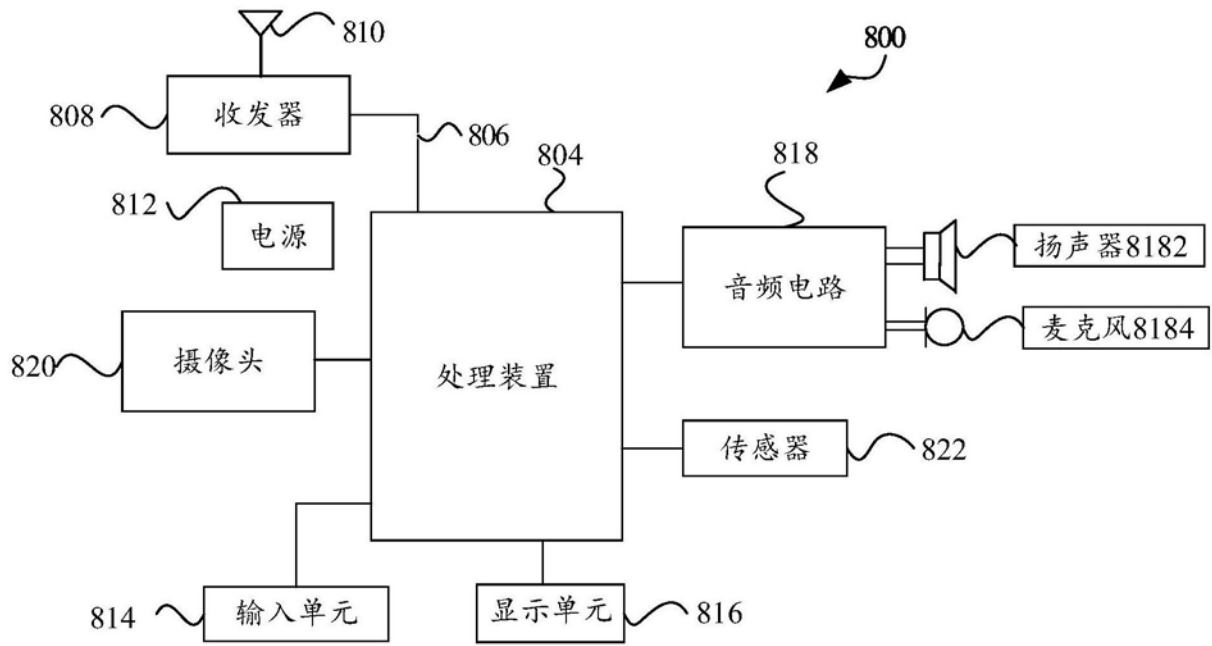 810
800
808
收发器
806
804
818
812
电源
扬声器8182
音频电路
麦克风8184
820
摄像头
处理装置
传感器
822
814
输入单元
显示单元
816